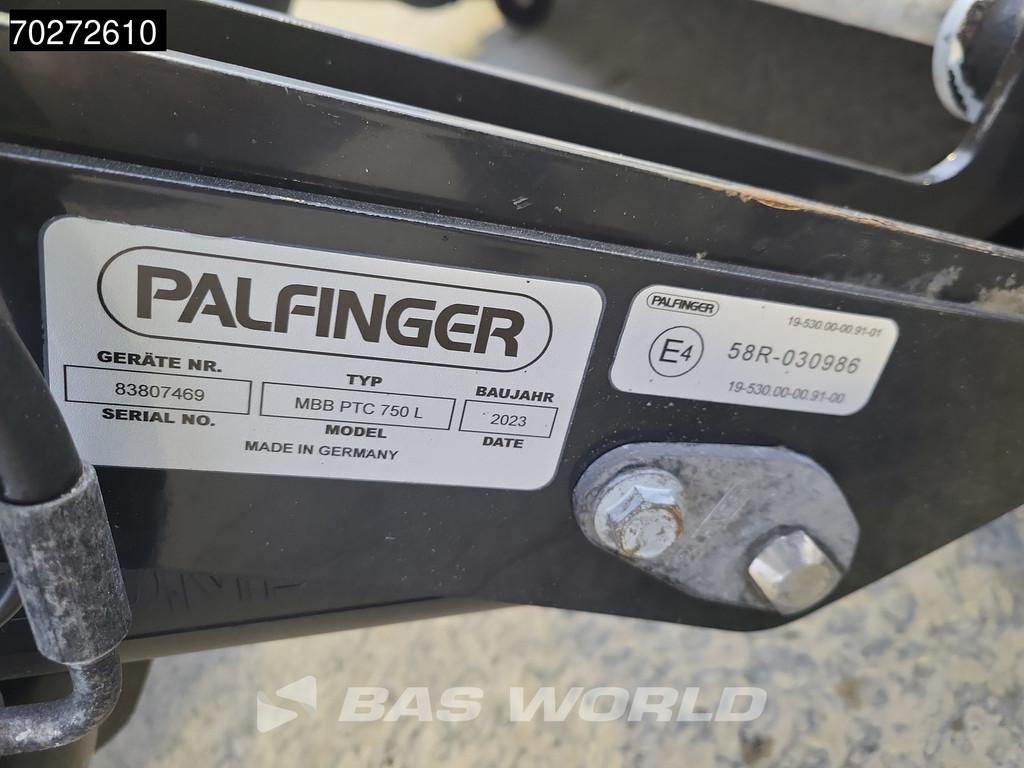 70272610
PALFINGER
GERÄTE NR.
TYP
BAUJAHR
83807469
MBB PTC 750 L
2023
SERIAL NO.
MODEL
DATE
MADE IN GERMANY
PALFINGER
19-530.00-00.91-01
E4
58R-030986
19-530.00-00.91-00
BAS WORLD